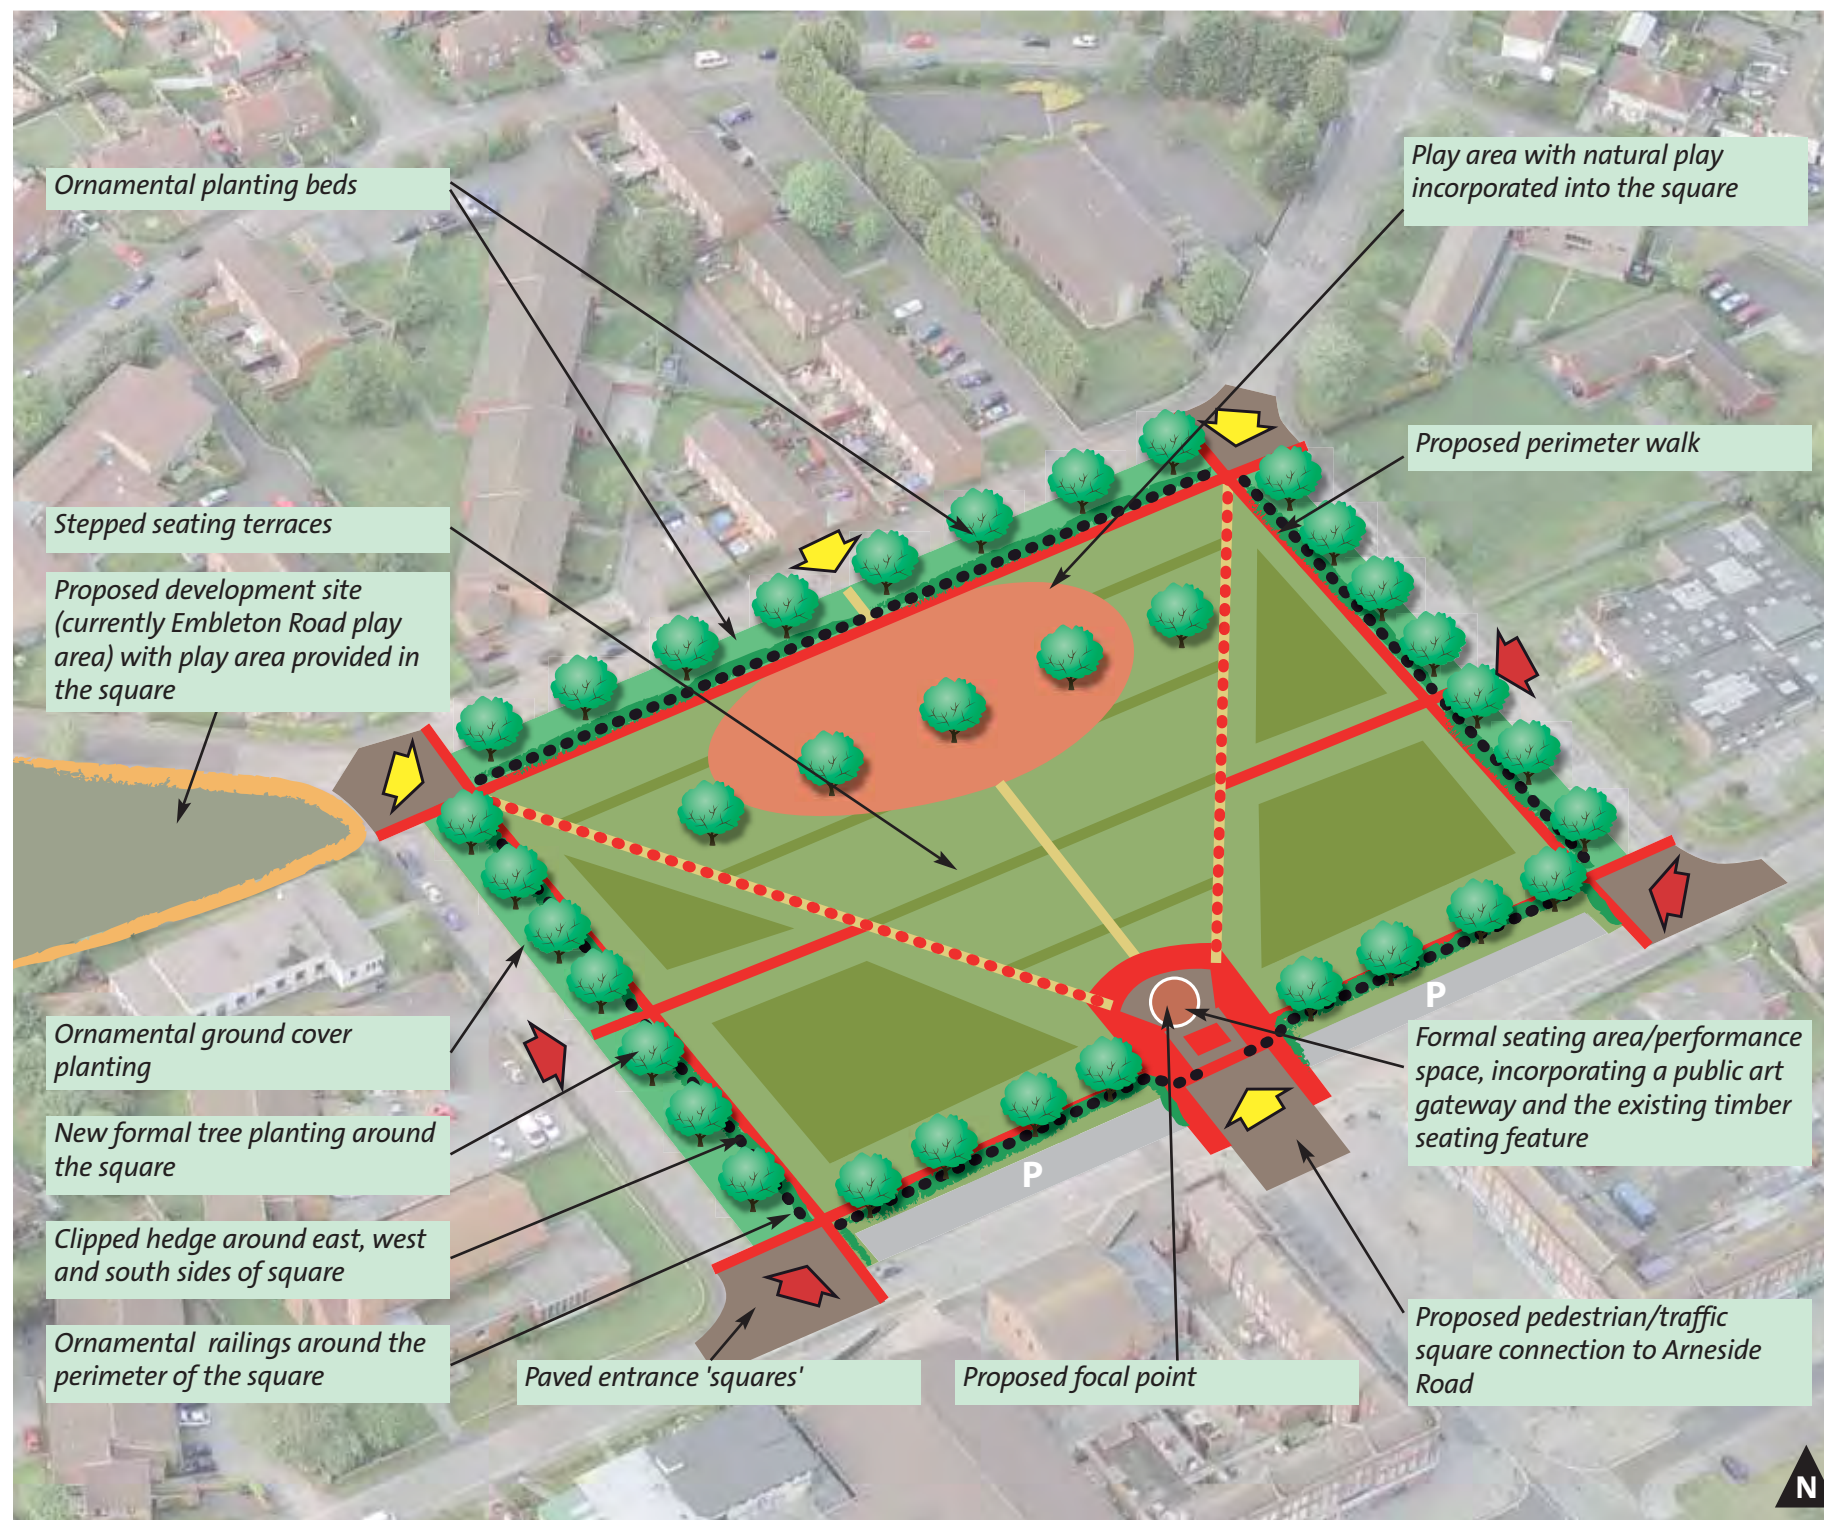 Ornamental planting beds
Play area with natural play
incorporated into the square
Proposed perimeter walk
Stepped seating terraces
Proposed development site
(currently Embleton Road play
area) with play area provided in
the square
Ornamental ground cover
planting
New formal tree planting around
the square
Clipped hedge around east, west
and south sides of square
Ornamental railings around the
perimeter of the square
Paved entrance 'squares'
Proposed focal point
P
P
Formal seating area/performance
space, incorporating a public art
gateway and the existing timber
seating feature
Proposed pedestrian/traffic
square connection to Arneside
Road
N